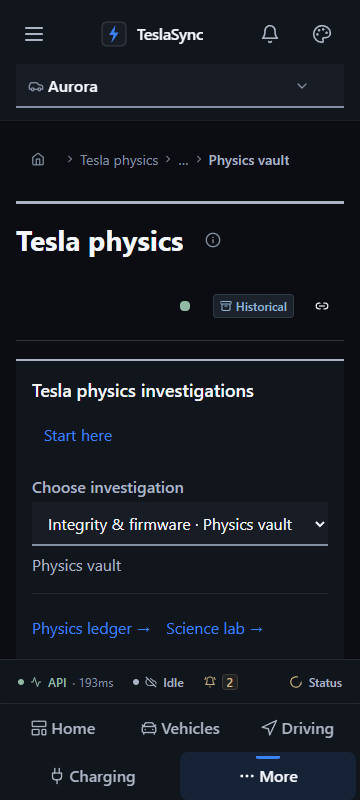 TeslaSync
Aurora
Tesla physics ... Physics vault
Tesla physics
Historical
Tesla physics investigations
Start here
Choose investigation
Integrity & firmware · Physics vault
Physics vault
Physics ledger → Science lab →
API · 193ms Idle 2 Status
Home Vehicles Driving
Charging ··· More